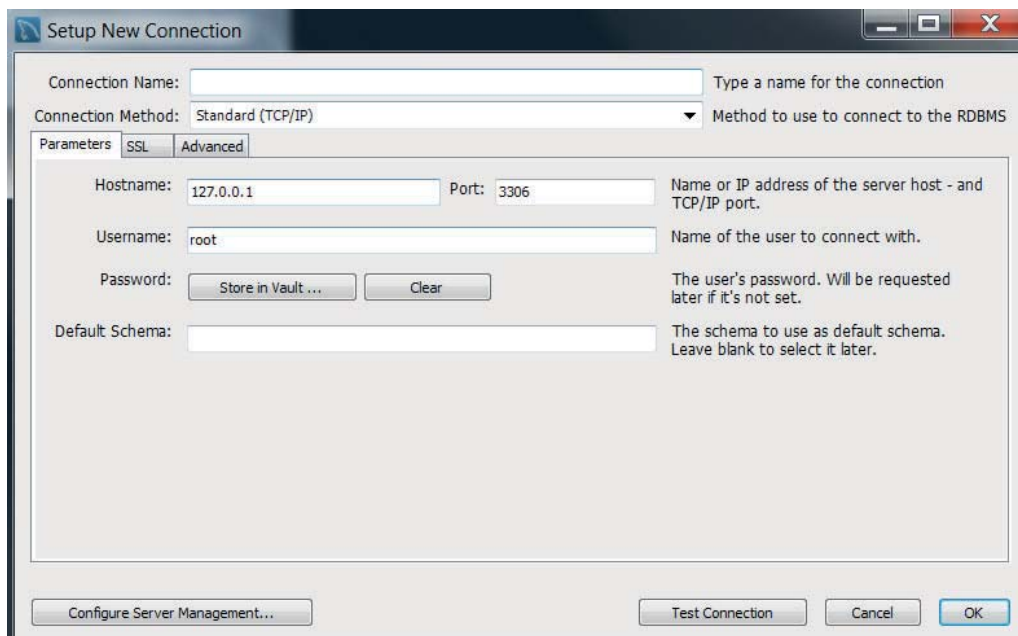 Setup New Connection
Connection Name: Type a name for the connection
Connection Method: Standard (TCP/IP) Method to use to connect to the RDBMS
Parameters SSL Advanced
Hostname: 127.0.0.1 Port: 3306 Name or IP address of the server host - and
TCP/IP port.
Username: root Name of the user to connect with.
Password: Store in Vault ... Clear The user's password. Will be requested
later if it's not set.
Default Schema: The schema to use as default schema.
Leave blank to select it later.
Configure Server Management... Test Connection Cancel OK